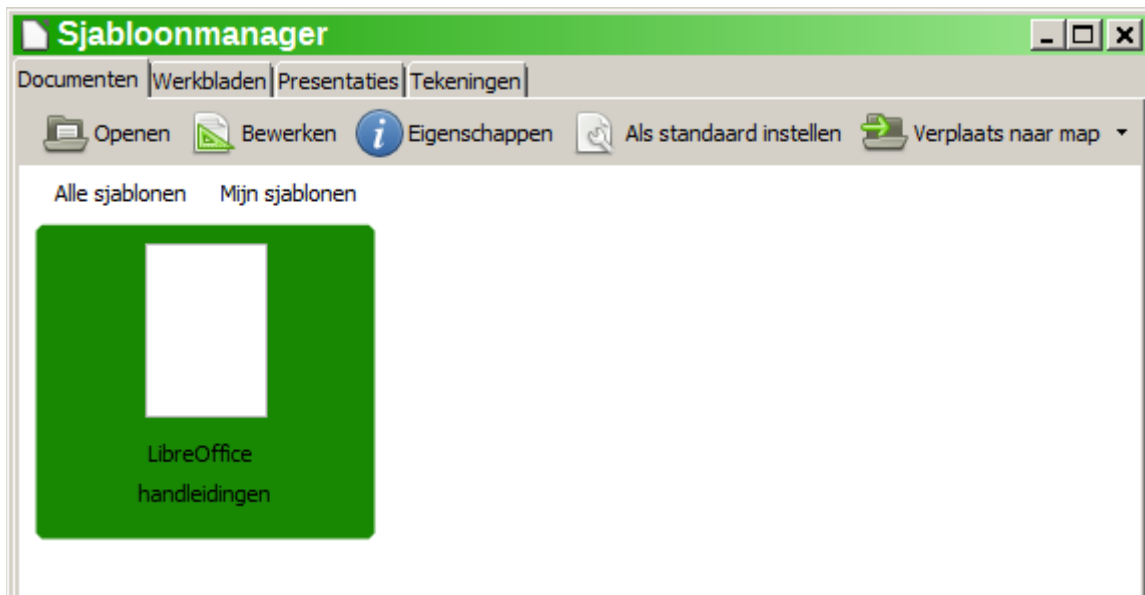 Sjabloonmanager
Documenten Werkbladen Presentaties Tekeningen
Openen Bewerken Eigenschappen Als standaard instellen Verplaats naar map
Alle sjablonen Mijn sjablonen
LibreOffice
handleidingen